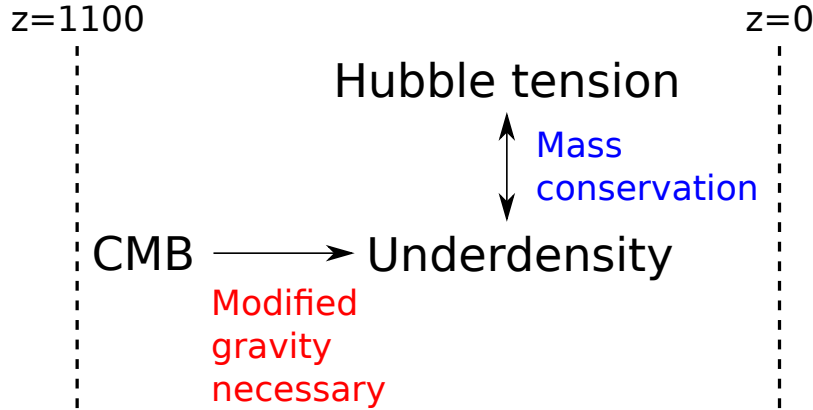 z=1100
z=0
Hubble tension
Mass
conservation
CMB
Underdensity
Modified
gravity
necessary